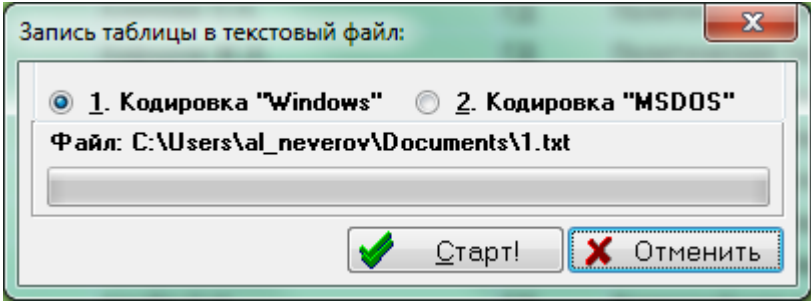 Запись таблицы в текстовый файл:
1. Кодировка "Windows" 2. Кодировка "MSDOS"
Файл: C:\Users\al_neverov\Documents\1.txt
Старт! Отменить